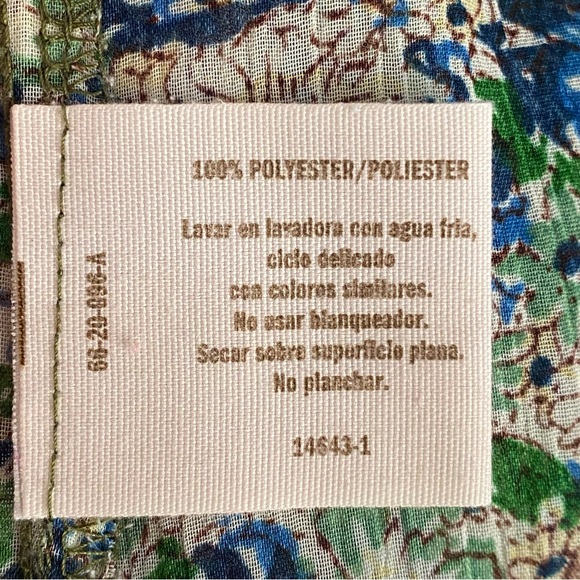 100% POLYESTER/POLIESTER
Lavar en lavadora con agua fria,
ciclo delicado
con colores similares.
No usar blanqueador.
Secar sobre superficie plana.
No planchar.
14643-1
66-20-096-A